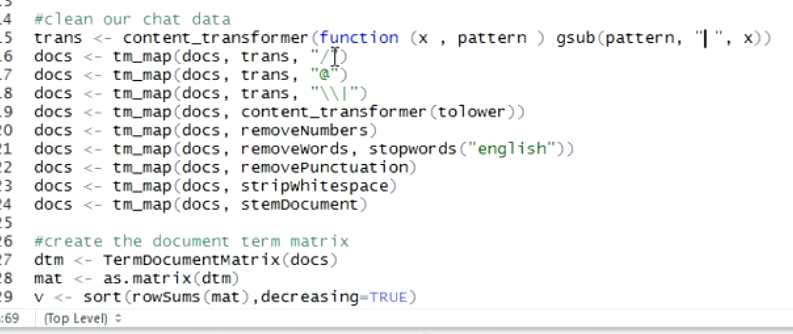 14 #clean our chat data
15 trans <- content_transformer(function (x , pattern ) gsub(pattern, " ", x))
16 docs <- tm_map(docs, trans, "/")
17 docs <- tm_map(docs, trans, "@")
18 docs <- tm_map(docs, trans, "\\|")
19 docs <- tm_map(docs, content_transformer(tolower))
20 docs <- tm_map(docs, removeNumbers)
21 docs <- tm_map(docs, removeWords, stopwords("english"))
22 docs <- tm_map(docs, removePunctuation)
23 docs <- tm_map(docs, stripWhitespace)
24 docs <- tm_map(docs, stemDocument)
25
26 #create the document term matrix
27 dtm <- TermDocumentMatrix(docs)
28 mat <- as.matrix(dtm)
29 v <- sort(rowSums(mat),decreasing=TRUE)
:69 (Top Level)